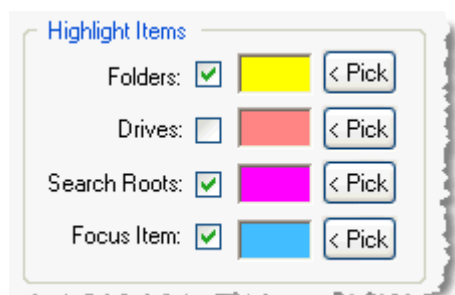 Highlight Items
Folders: < Pick
Drives: < Pick
Search Roots: < Pick
Focus Item: < Pick